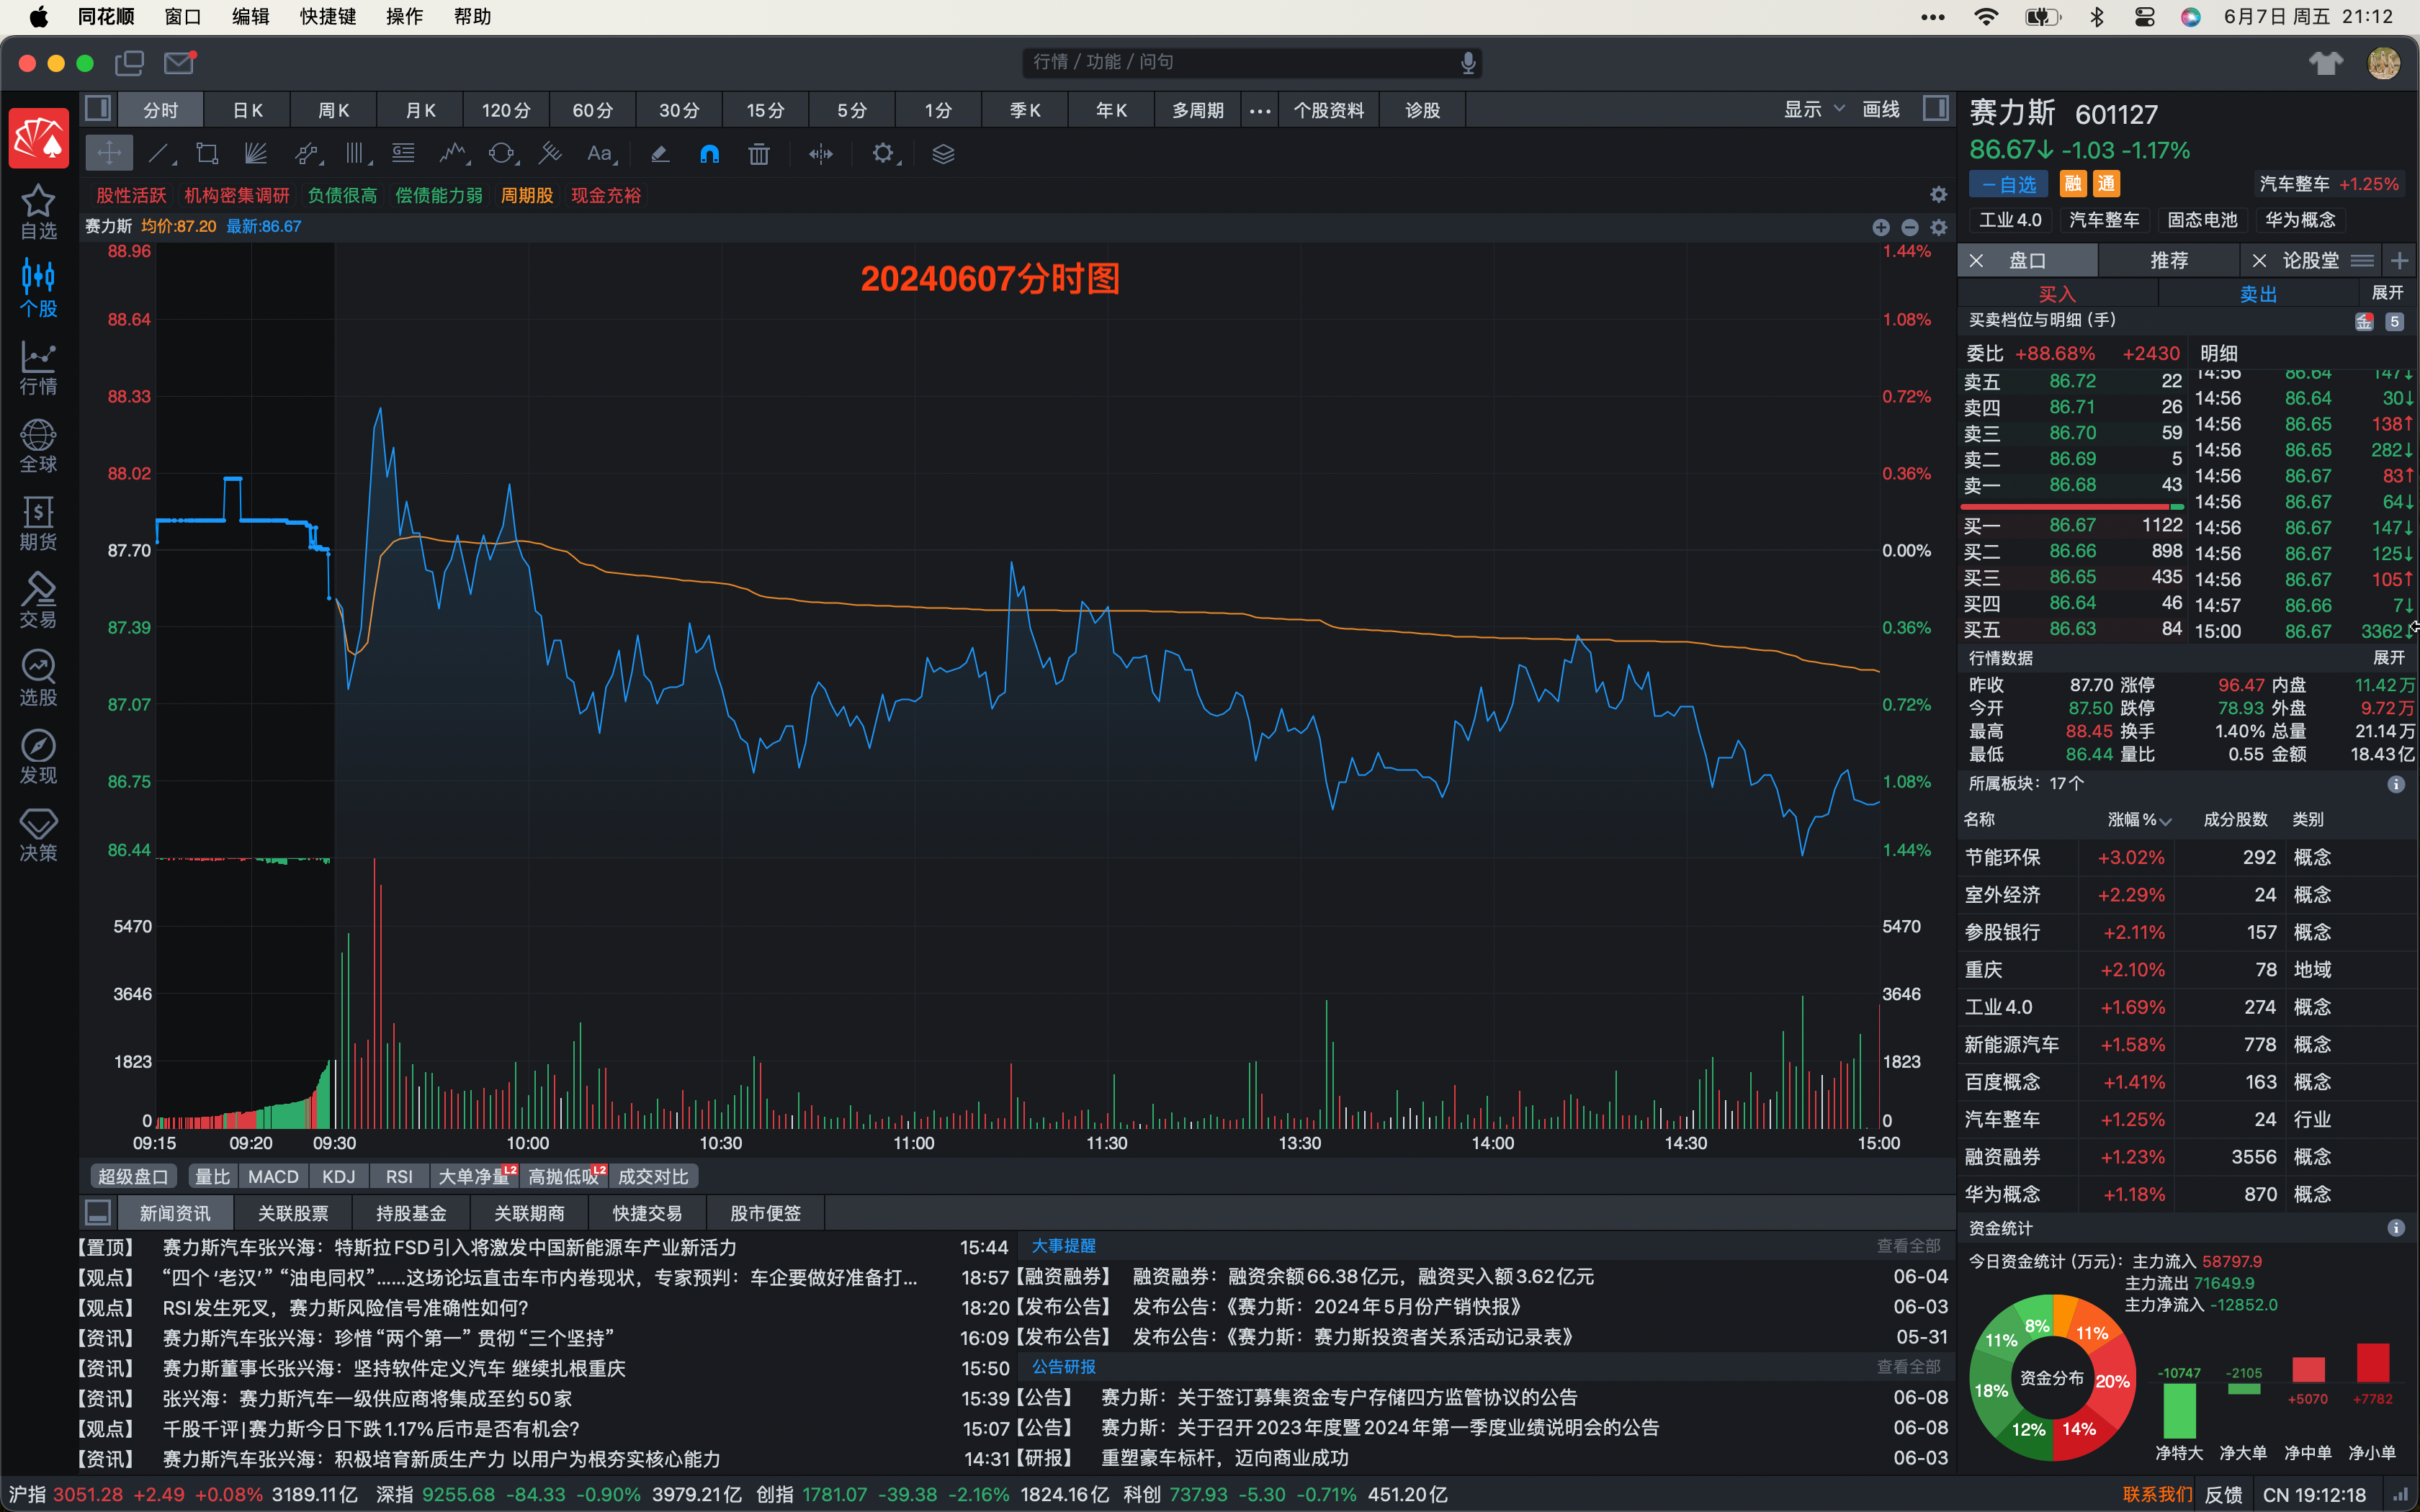 同花顺 窗口 编辑 快捷键 操作 帮助 6月7日 周五 21:12
行情 / 功能 / 问句
分时 日K 周K 月K 120分 60分 30分 15分 5分 1分 季K 年K 多周期 ••• 个股资料 诊股 显示 画线
Aa
股性活跃 机构密集调研 负债很高 偿债能力弱 周期股 现金充裕
赛力斯 均价:87.20 最新:86.67
自选
个股
行情
全球
期货
交易
选股
发现
决策
20240607分时图
88.96 1.44%
88.64 1.08%
88.33 0.72%
88.02 0.36%
87.70 0.00%
87.39 0.36%
87.07 0.72%
86.75 1.08%
86.44 1.44%
5470 5470
3646 3646
1823 1823
0 0
09:15 09:20 09:30 10:00 10:30 11:00 11:30 13:30 14:00 14:30 15:00
超级盘口 量比 MACD KDJ RSI 大单净量 L2 高抛低吸 L2 成交对比
新闻资讯 关联股票 持股基金 关联期商 快捷交易 股市便签
【置顶】 赛力斯汽车张兴海：特斯拉FSD引入将激发中国新能源车产业新活力 15:44
【观点】 “四个‘老汉’” “油电同权”……这场论坛直击车市内卷现状，专家预判：车企要做好准备打... 18:57
【观点】 RSI发生死叉，赛力斯风险信号准确性如何? 18:20
【资讯】 赛力斯汽车张兴海：珍惜“两个第一” 贯彻“三个坚持” 16:09
【资讯】 赛力斯董事长张兴海：坚持软件定义汽车 继续扎根重庆 15:50
【资讯】 张兴海：赛力斯汽车一级供应商将集成至约50家 15:39
【观点】 千股千评|赛力斯今日下跌1.17%后市是否有机会? 15:07
【资讯】 赛力斯汽车张兴海：积极培育新质生产力 以用户为根夯实核心能力 14:31
大事提醒 查看全部
【融资融券】 融资融券：融资余额66.38亿元，融资买入额3.62亿元 06-04
【发布公告】 发布公告：《赛力斯：2024年5月份产销快报》 06-03
【发布公告】 发布公告：《赛力斯：赛力斯投资者关系活动记录表》 05-31
公告研报 查看全部
【公告】 赛力斯：关于签订募集资金专户存储四方监管协议的公告 06-08
【公告】 赛力斯：关于召开2023年度暨2024年第一季度业绩说明会的公告 06-08
【研报】 重塑豪车标杆，迈向商业成功 06-03
赛力斯 601127
86.67↓ -1.03 -1.17%
－自选 融 通 汽车整车 +1.25%
工业4.0 汽车整车 固态电池 华为概念
盘口 推荐 论股堂
买入 卖出 展开
买卖档位与明细 (手) 5
委比 +88.68% +2430 明细
卖五 86.72 22
卖四 86.71 26
卖三 86.70 59
卖二 86.69 5
卖一 86.68 43
买一 86.67 1122
买二 86.66 898
买三 86.65 435
买四 86.64 46
买五 86.63 84
14:56 86.64 147↓
14:56 86.64 30↓
14:56 86.65 138↑
14:56 86.65 282↓
14:56 86.67 83↑
14:56 86.67 64↓
14:56 86.67 147↓
14:56 86.67 125↓
14:56 86.67 105↑
14:57 86.66 7↓
15:00 86.67 3362↓
行情数据 展开
昨收 87.70 涨停 96.47 内盘 11.42万
今开 87.50 跌停 78.93 外盘 9.72万
最高 88.45 换手 1.40% 总量 21.14万
最低 86.44 量比 0.55 金额 18.43亿
所属板块：17个
名称 涨幅% 成分股数 类别
节能环保 +3.02% 292 概念
室外经济 +2.29% 24 概念
参股银行 +2.11% 157 概念
重庆 +2.10% 78 地域
工业4.0 +1.69% 274 概念
新能源汽车 +1.58% 778 概念
百度概念 +1.41% 163 概念
汽车整车 +1.25% 24 行业
融资融券 +1.23% 3556 概念
华为概念 +1.18% 870 概念
资金统计
今日资金统计 (万元)：主力流入 58797.9
主力流出 71649.9
主力净流入 -12852.0
8% 11% 20% 14% 12% 18% 11%
资金分布
-10747 -2105 +5070 +7782
净特大 净大单 净中单 净小单
沪指 3051.28 +2.49 +0.08% 3189.11亿 深指 9255.68 -84.33 -0.90% 3979.21亿 创指 1781.07 -39.38 -2.16% 1824.16亿 科创 737.93 -5.30 -0.71% 451.20亿 联系我们 反馈 CN 19:12:18